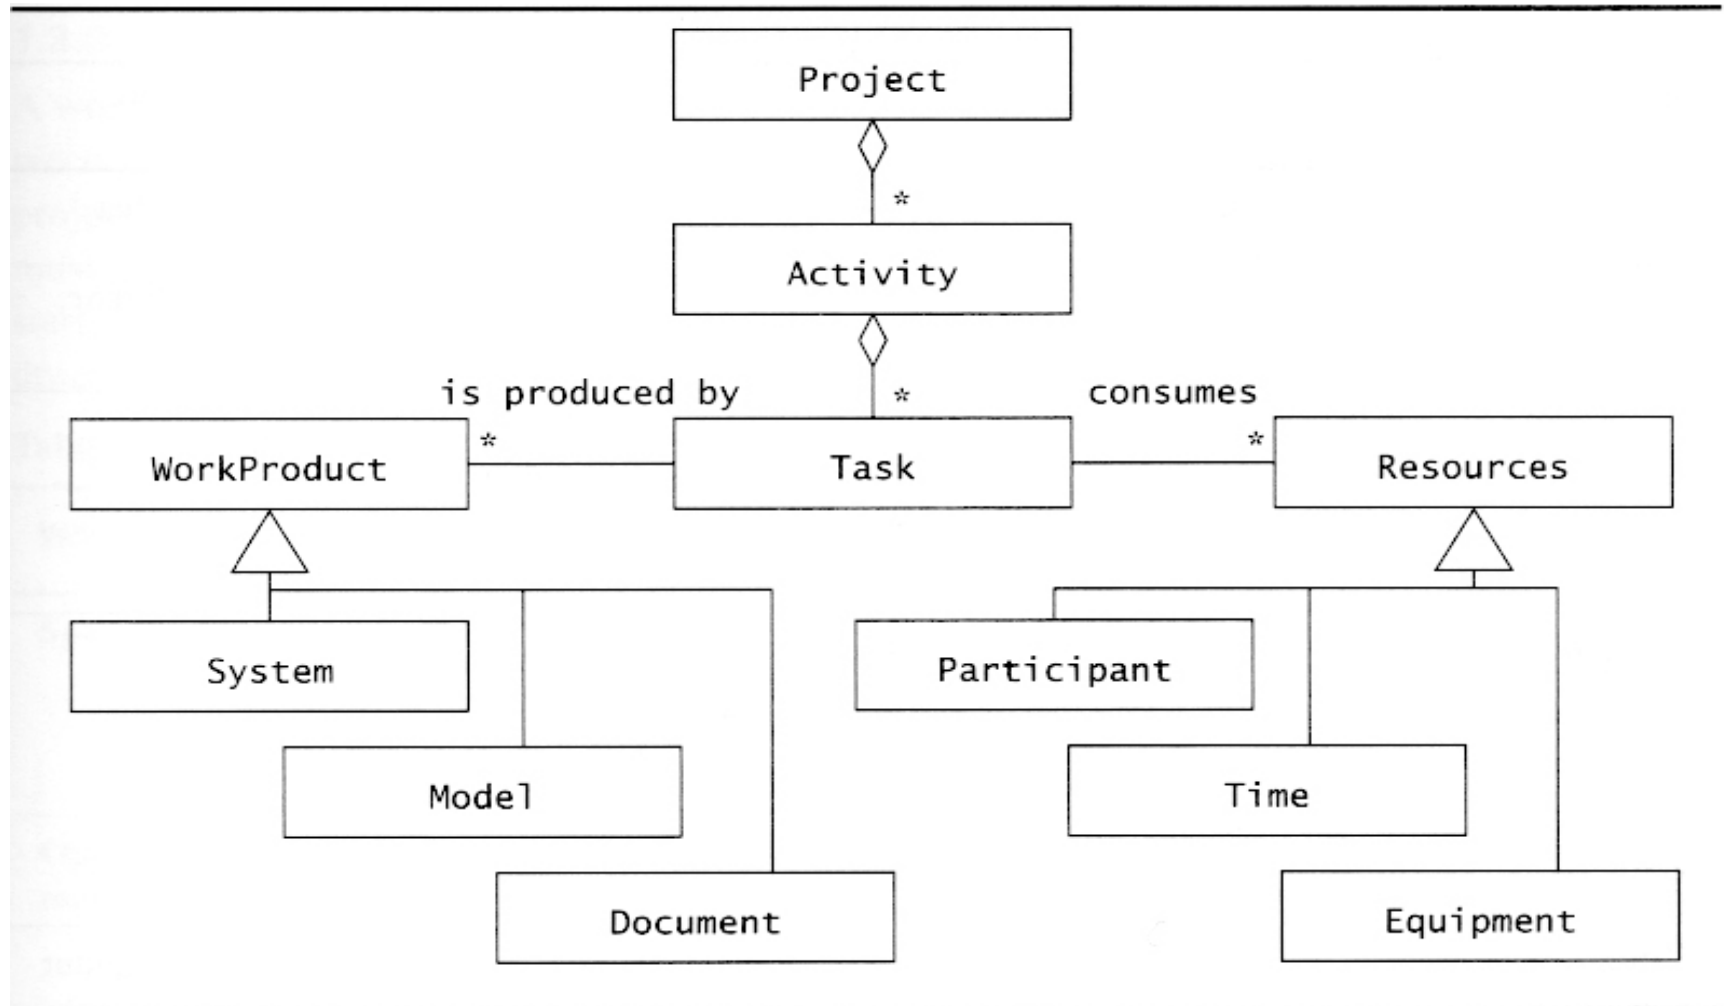 Project
*
Activity
is produced by
*
consumes
*
*
WorkProduct
Task
Resources
System
Participant
Model
Time
Document
Equipment